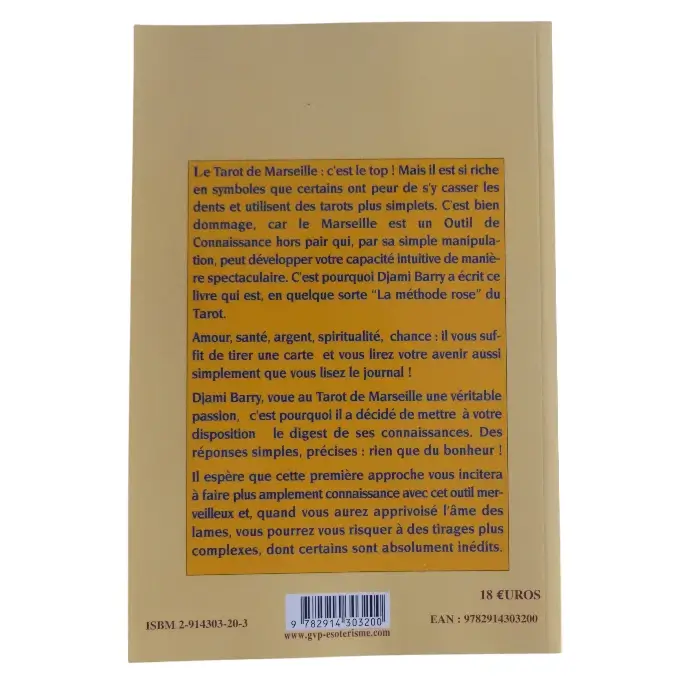 Le Tarot de Marseille : c'est le top ! Mais il est si riche
en symboles que certains ont peur de s'y casser les
dents et utilisent des tarots plus simplets. C'est bien
dommage, car le Marseille est un Outil de
Connaissance hors pair qui, par sa simple manipula-
tion, peut développer votre capacité intuitive de maniè-
re spectaculaire. C'est pourquoi Djami Barry a écrit ce
livre qui est, en quelque sorte "La méthode rose" du
Tarot.
Amour, santé, argent, spiritualité, chance : il vous suf-
fit de tirer une carte et vous lirez votre avenir aussi
simplement que vous lisez le journal !
Djami Barry, voue au Tarot de Marseille une véritable
passion, c'est pourquoi il a décidé de mettre à votre
disposition le digest de ses connaissances. Des
réponses simples, précises : rien que du bonheur !
Il espère que cette première approche vous incitera
à faire plus amplement connaissance avec cet outil mer-
veilleux et, quand vous aurez apprivoisé l'âme des
lames, vous pourrez vous risquer à des tirages plus
complexes, dont certains sont absolument inédits.
18 €UROS
ISBM 2-914303-20-3
9 782914 303200
EAN : 9782914303200
www.gvp-esoterisme.com